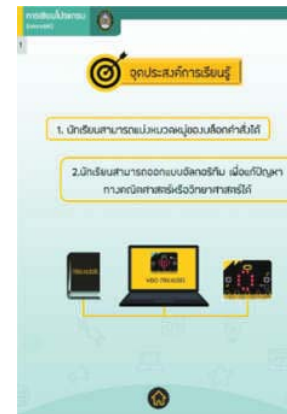 การเขียนโปรแกรม
(micro:bit)
1
จุดประสงค์การเรียนรู้
1. นักเรียนสามารถแบ่งหมวดหมู่ของบล็อกคำสั่งได้
2.นักเรียนสามารถออกแบบอัลกอริทึม เพื่อแก้ปัญหา
ทางคณิตศาสตร์หรือวิทยาศาสตร์ได้